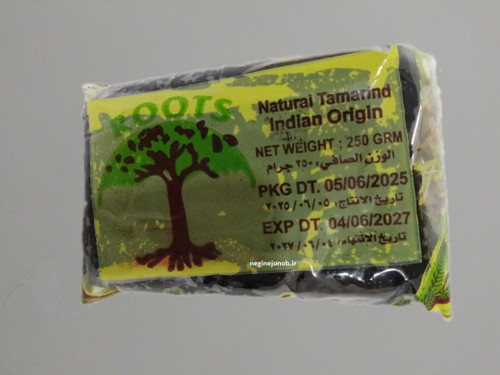 ROOTS
Natural Tamarind
Indian Origin
NET WEIGHT : 250 GRM
الوزن الصافي: ٢٥٠ جرام
PKG DT. 05/06/2025
تاريخ الانتاج: ٢٠٢٥/٠٦/٠٥
EXP DT. 04/06/2027
تاريخ الانتهاء: ٢٠٢٧/٠٦/٠٤
neginejonob.ir